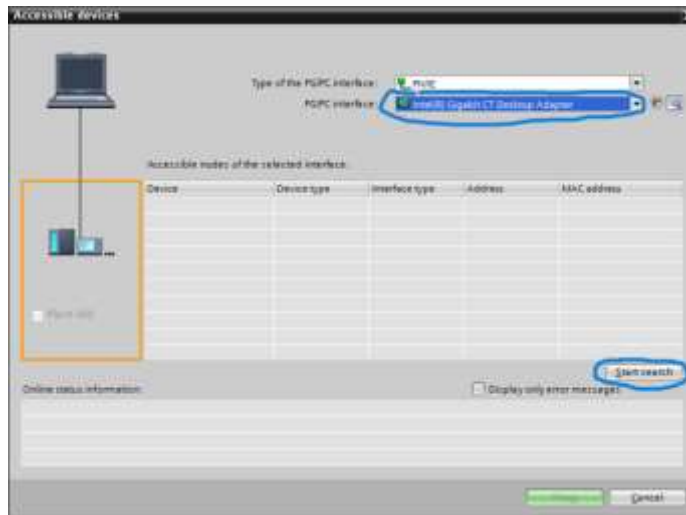 Accessible devices
Type of the PG/PC interface:
PN/IE
PG/PC interface:
Intel(R) Gigabit CT Desktop Adapter
Accessible nodes of the selected interface:
Device Device type Interface type Address MAC address
Flash LED
Start search
Online status information:
Display only error messages
Cancel